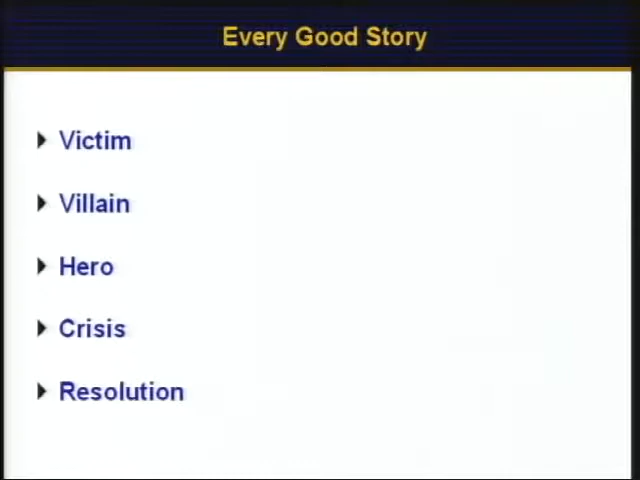 Every Good Story
Victim
Villain
Hero
Crisis
Resolution